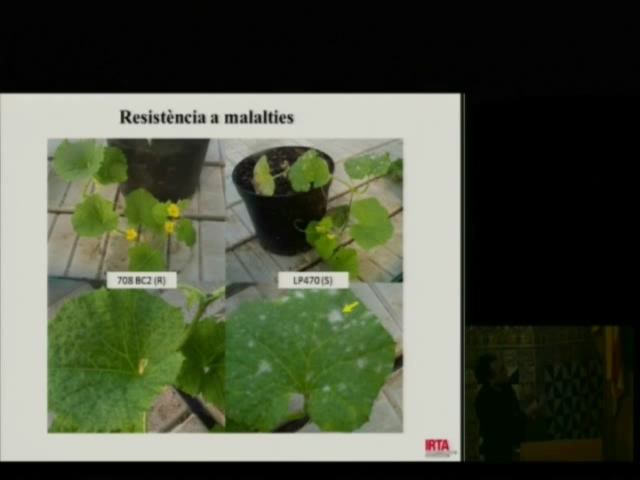 Resistència a malalties
708 BC2 (R)
LP470 (S)
IRTA